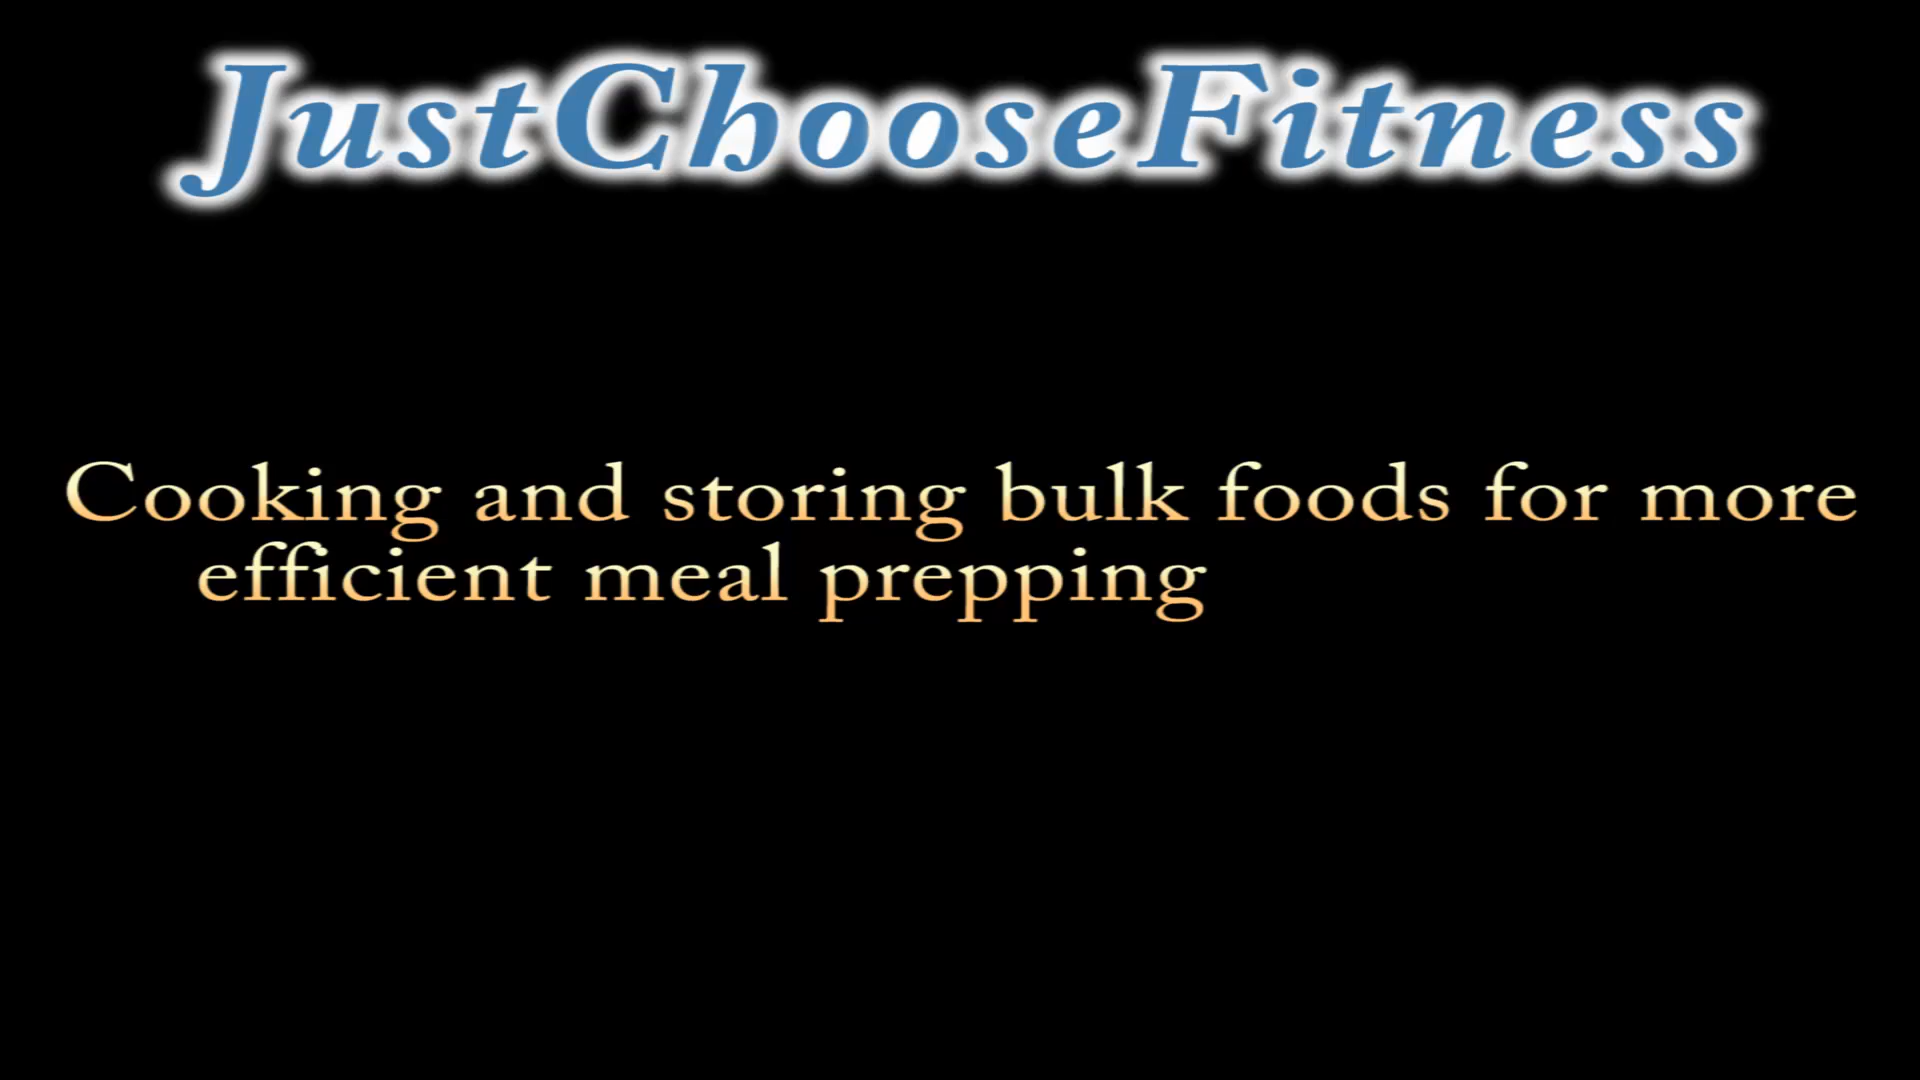 JustChooseFitness
Cooking and storing bulk foods for more
efficient meal prepping